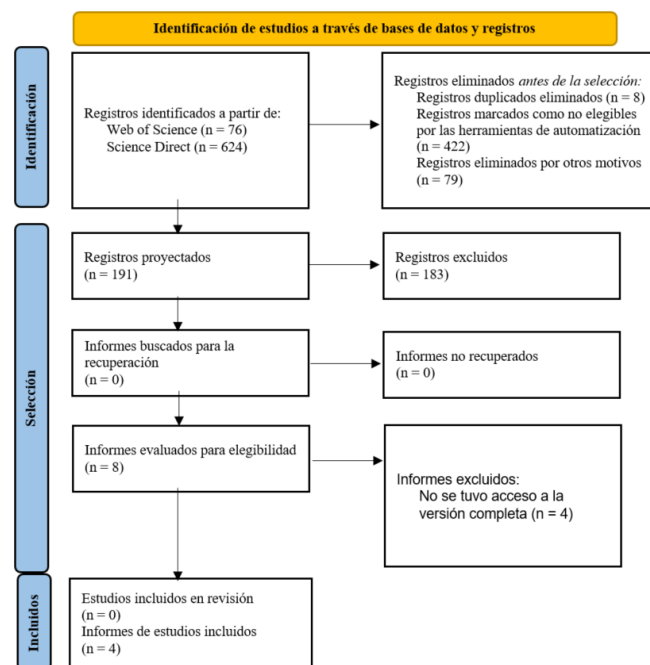 Identificación de estudios a través de bases de datos y registros
Identificación
Registros identificados a partir de:
Web of Science (n = 76)
Science Direct (n = 624)
Registros eliminados antes de la selección:
Registros duplicados eliminados (n = 8)
Registros marcados como no elegibles
por las herramientas de automatización
(n = 422)
Registros eliminados por otros motivos
(n = 79)
Selección
Registros proyectados
(n = 191)
Registros excluidos
(n = 183)
Informes buscados para la
recuperación
(n = 0)
Informes no recuperados
(n = 0)
Informes evaluados para elegibilidad
(n = 8)
Informes excluidos:
No se tuvo acceso a la
versión completa (n = 4)
Incluidos
Estudios incluidos en revisión
(n = 0)
Informes de estudios incluidos
(n = 4)